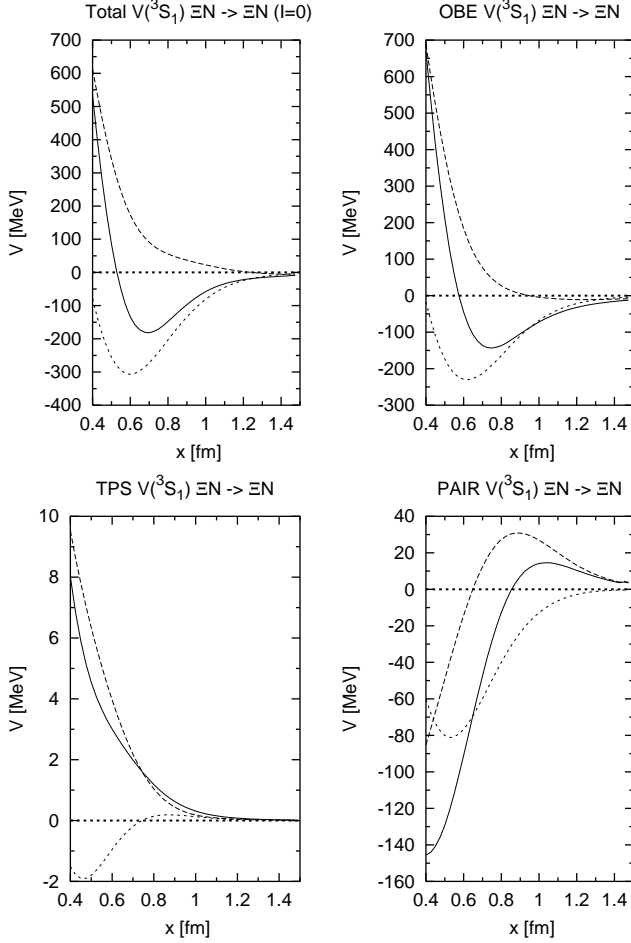 Total V(³S₁) ΞN -> ΞN (I=0)
V [MeV]
700
600
500
400
300
200
100
0
-100
-200
-300
-400
0.4 0.6 0.8 1 1.2 1.4
x [fm]
OBE V(³S₁) ΞN -> ΞN
V [MeV]
700
600
500
400
300
200
100
0
-100
-200
-300
0.4 0.6 0.8 1 1.2 1.4
x [fm]
TPS V(³S₁) ΞN -> ΞN
V [MeV]
10
8
6
4
2
0
-2
0.4 0.6 0.8 1 1.2 1.4
x [fm]
PAIR V(³S₁) ΞN -> ΞN
V [MeV]
40
20
0
-20
-40
-60
-80
-100
-120
-140
-160
0.4 0.6 0.8 1 1.2 1.4
x [fm]